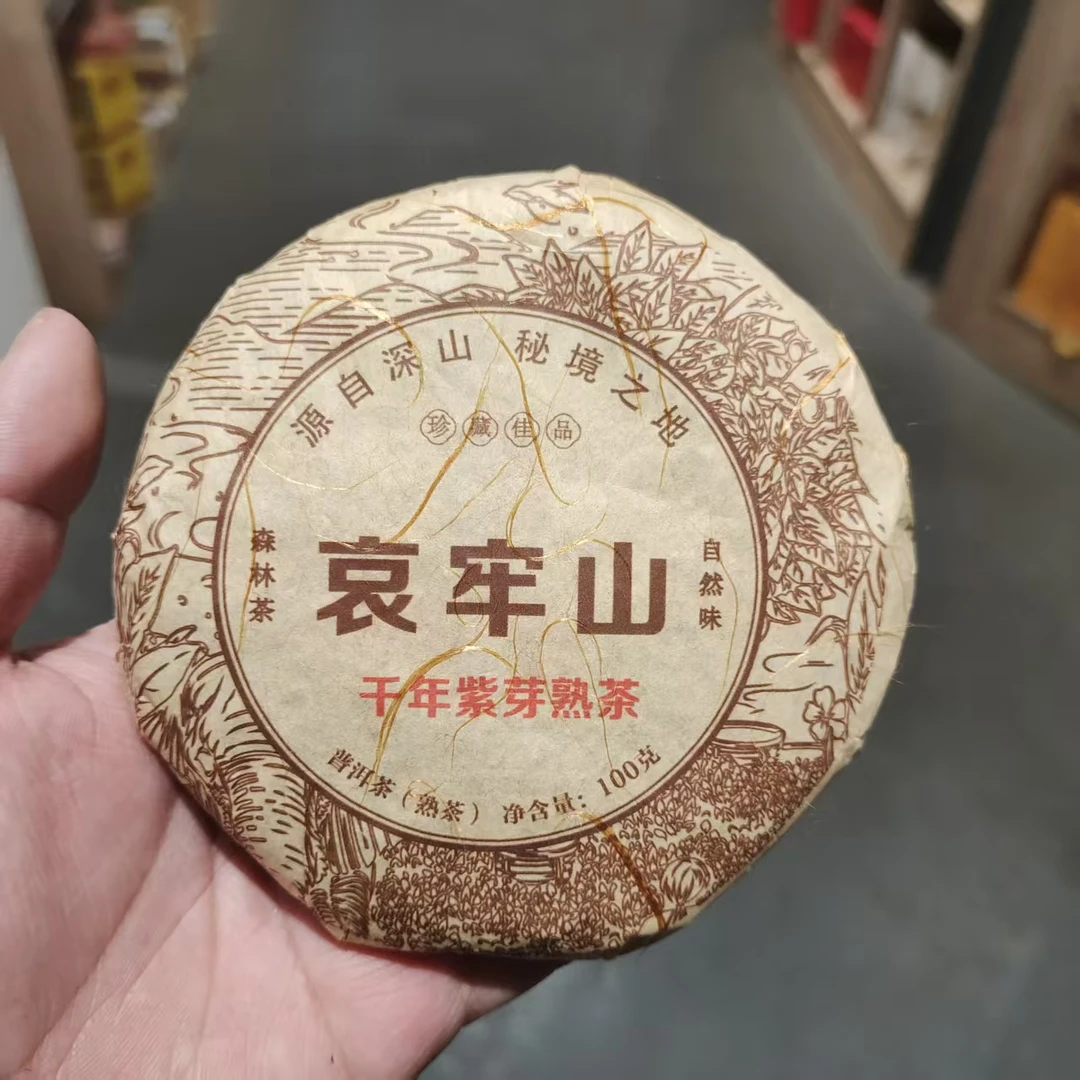 源自深山 秘境之地
珍藏佳品
森林茶
哀牢山
自然味
千年紫芽熟茶
普洱茶（熟茶） 净含量：100克